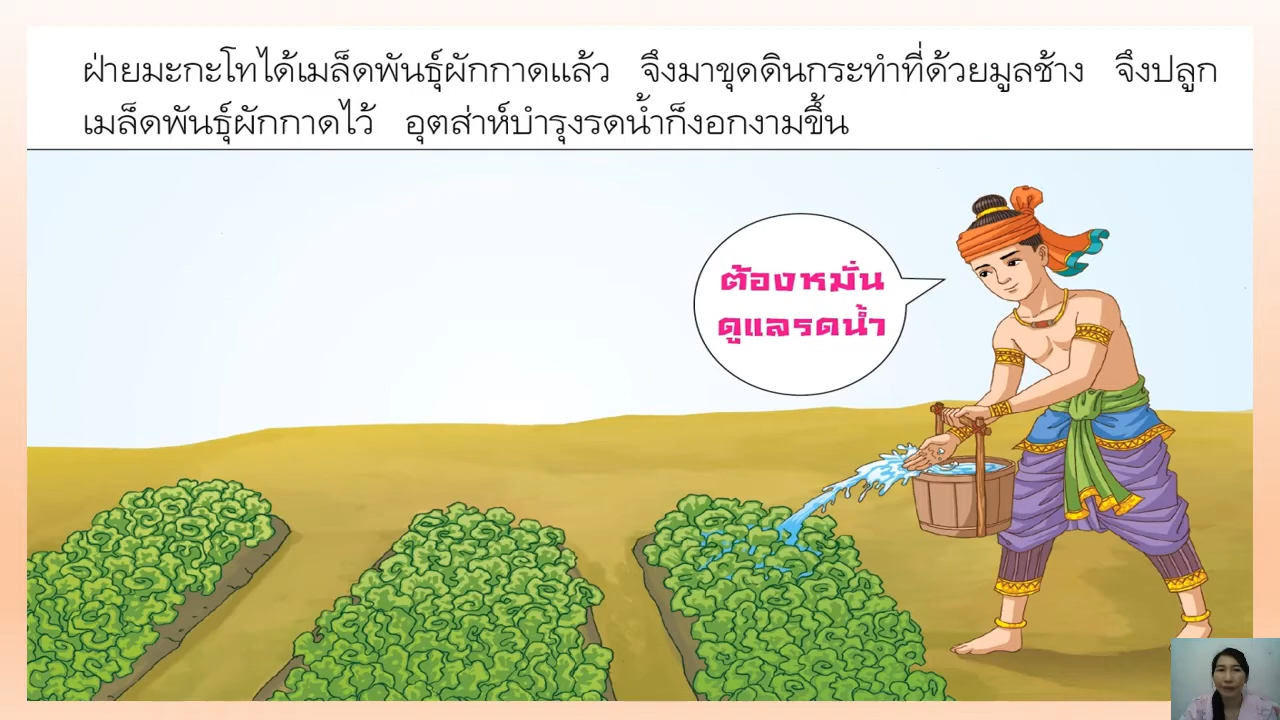 ฝ่ายมะกะโทได้เมล็ดพันธุ์ผักกาดแล้ว จึงมาขุดดินกระทำที่ด้วยมูลช้าง จึงปลูก
เมล็ดพันธุ์ผักกาดไว้ อุตส่าห์บำรุงรดน้ำก็งอกงามขึ้น
ต้องหมั่น
ดูแลรดน้ำ